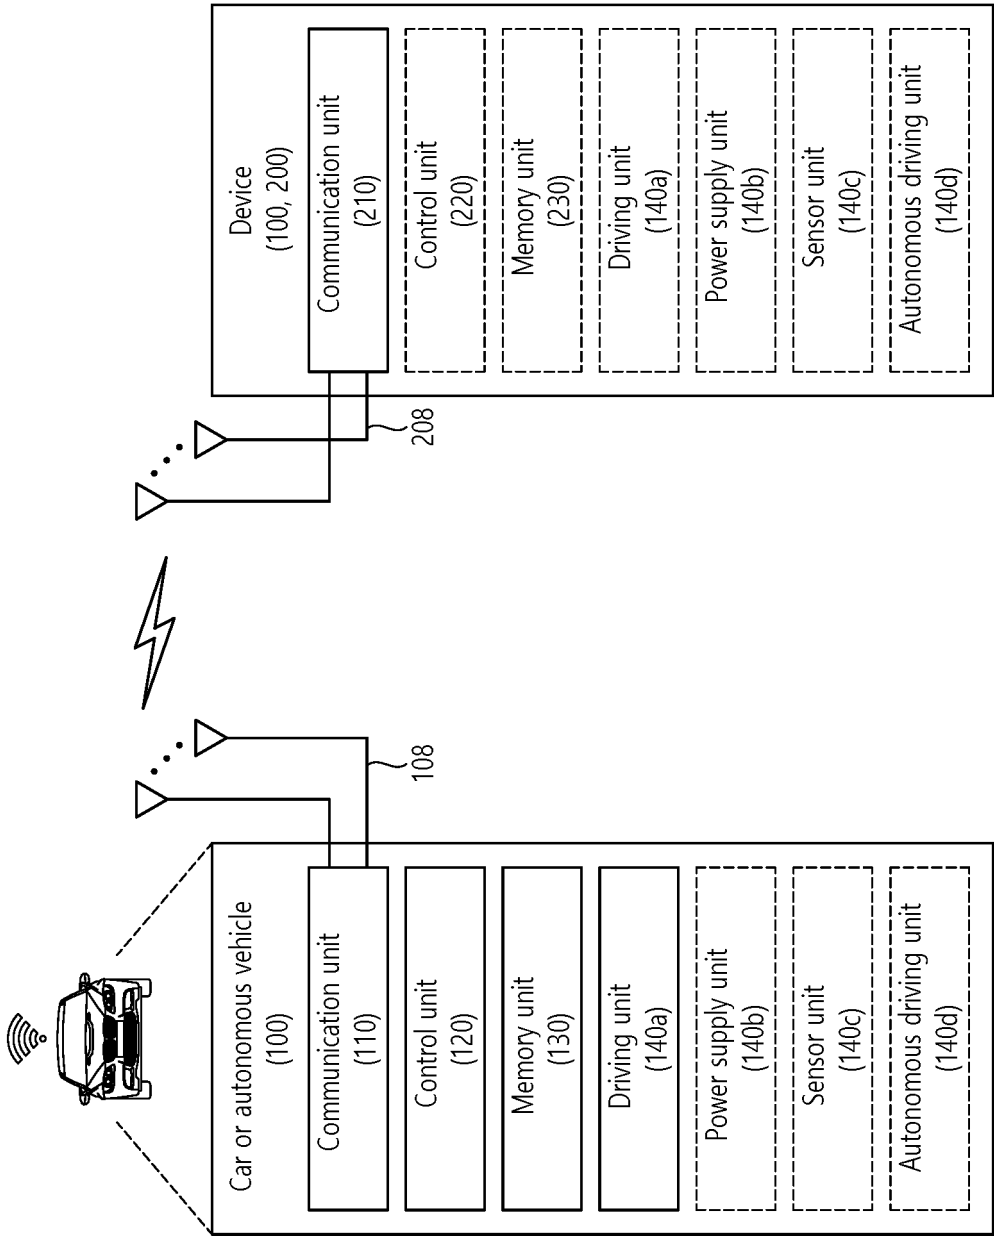 Car or autonomous vehicle
(100)
Communication unit
(110)
Control unit
(120)
Memory unit
(130)
Driving unit
(140a)
Power supply unit
(140b)
Sensor unit
(140c)
Autonomous driving unit
(140d)
108
208
Device
(100, 200)
Communication unit
(210)
Control unit
(220)
Memory unit
(230)
Driving unit
(140a)
Power supply unit
(140b)
Sensor unit
(140c)
Autonomous driving unit
(140d)